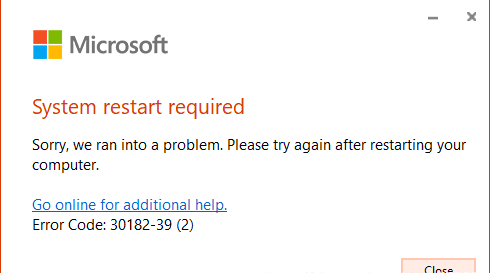 Microsoft
System restart required
Sorry, we ran into a problem. Please try again after restarting your
computer.
Go online for additional help.
Error Code: 30182-39 (2)
Close